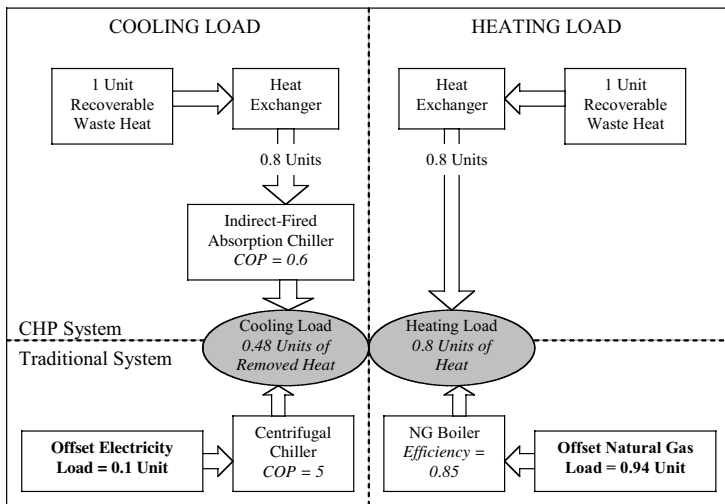 COOLING LOAD
HEATING LOAD
1 Unit
Recoverable
Waste Heat
Heat
Exchanger
Heat
Exchanger
1 Unit
Recoverable
Waste Heat
0.8 Units
0.8 Units
Indirect-Fired
Absorption Chiller
COP = 0.6
CHP System
Traditional System
Cooling Load
0.48 Units of
Removed Heat
Heating Load
0.8 Units of
Heat
Offset Electricity
Load = 0.1 Unit
Centrifugal
Chiller
COP = 5
NG Boiler
Efficiency =
0.85
Offset Natural Gas
Load = 0.94 Unit